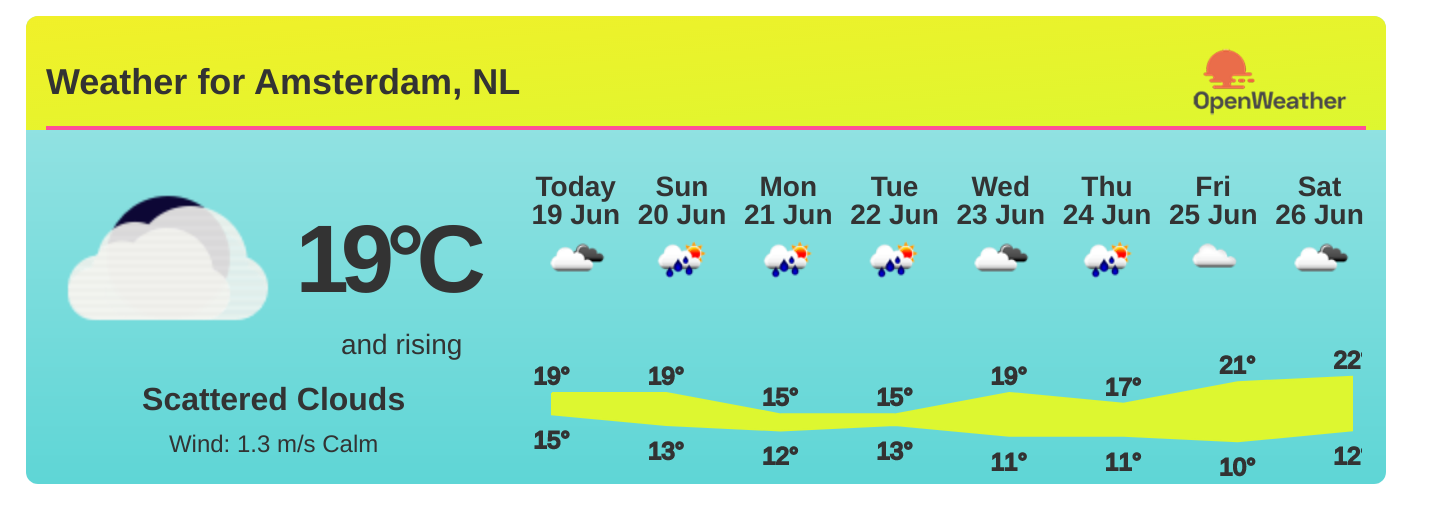 Weather for Amsterdam, NL
OpenWeather
19°C
and rising
Scattered Clouds
Wind: 1.3 m/s Calm
Today Sun Mon Tue Wed Thu Fri Sat
19 Jun 20 Jun 21 Jun 22 Jun 23 Jun 24 Jun 25 Jun 26 Jun
19° 19° 15° 15° 19° 17° 21° 22°
15° 13° 12° 13° 11° 11° 10° 12°